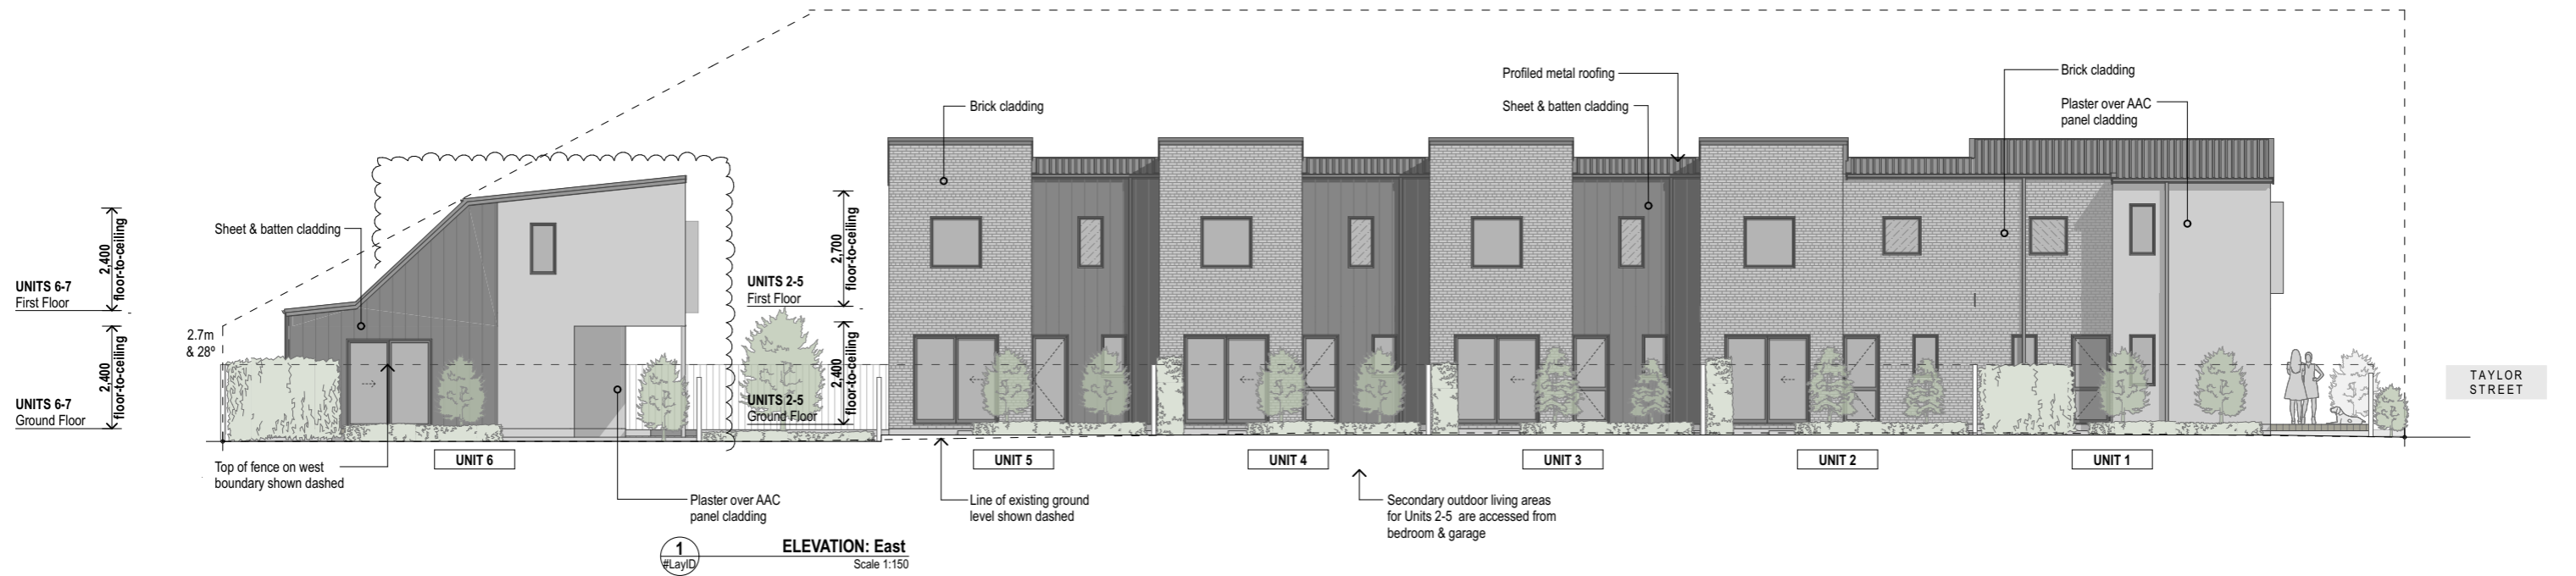 Profiled metal roofing
Brick cladding
Brick cladding
Sheet & batten cladding
Plaster over AAC
panel cladding
Sheet & batten cladding
2,400
floor-to-ceiling
2,700
floor-to-ceiling
UNITS 6-7
First Floor
UNITS 2-5
First Floor
2.7m
& 28º
2,400
floor-to-ceiling
2,400
floor-to-ceiling
UNITS 6-7
Ground Floor
UNITS 2-5
Ground Floor
TAYLOR
STREET
UNIT 6
UNIT 5
UNIT 4
UNIT 3
UNIT 2
UNIT 1
Top of fence on west
boundary shown dashed
Plaster over AAC
panel cladding
Line of existing ground
level shown dashed
Secondary outdoor living areas
for Units 2-5 are accessed from
bedroom & garage
1
#LayID
ELEVATION: East
Scale 1:150